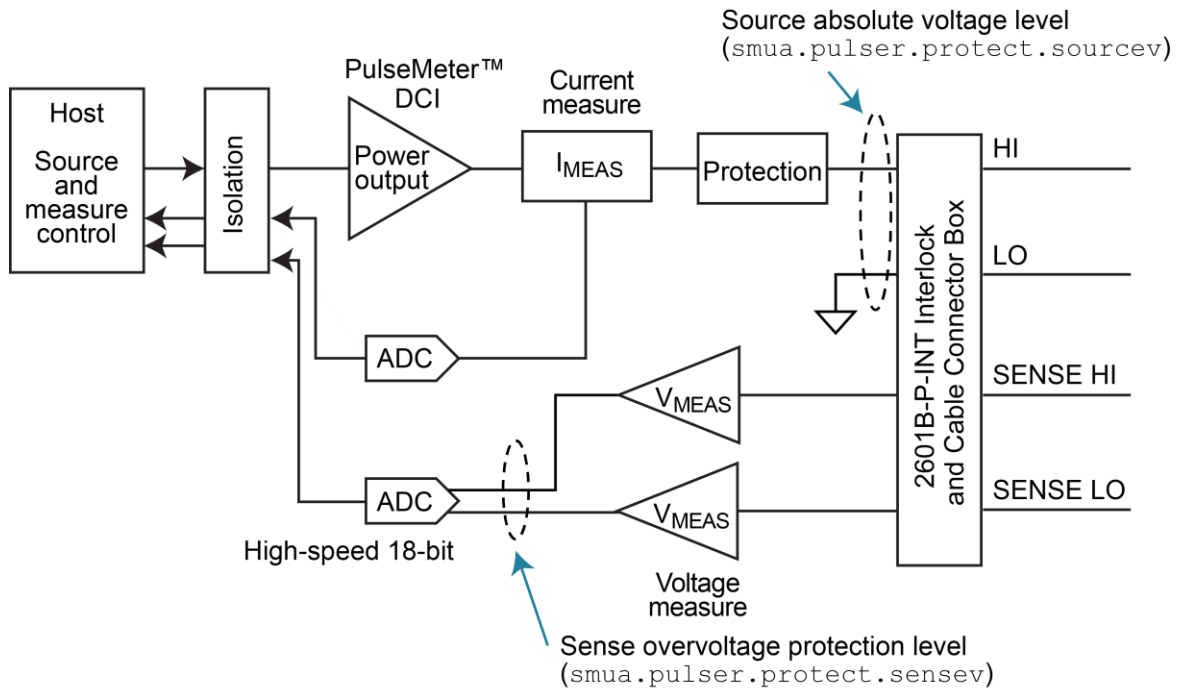 Source absolute voltage level
(smua.pulser.protect.sourcev)
PulseMeter™
DCI
Current
measure
Host
Source
and
measure
control
Isolation
Power
output
IMEAS
Protection
HI
LO
2601B-P-INT Interlock
and Cable Connector Box
ADC
VMEAS
SENSE HI
ADC
VMEAS
SENSE LO
High-speed 18-bit
Voltage
measure
Sense overvoltage protection level
(smua.pulser.protect.sensev)